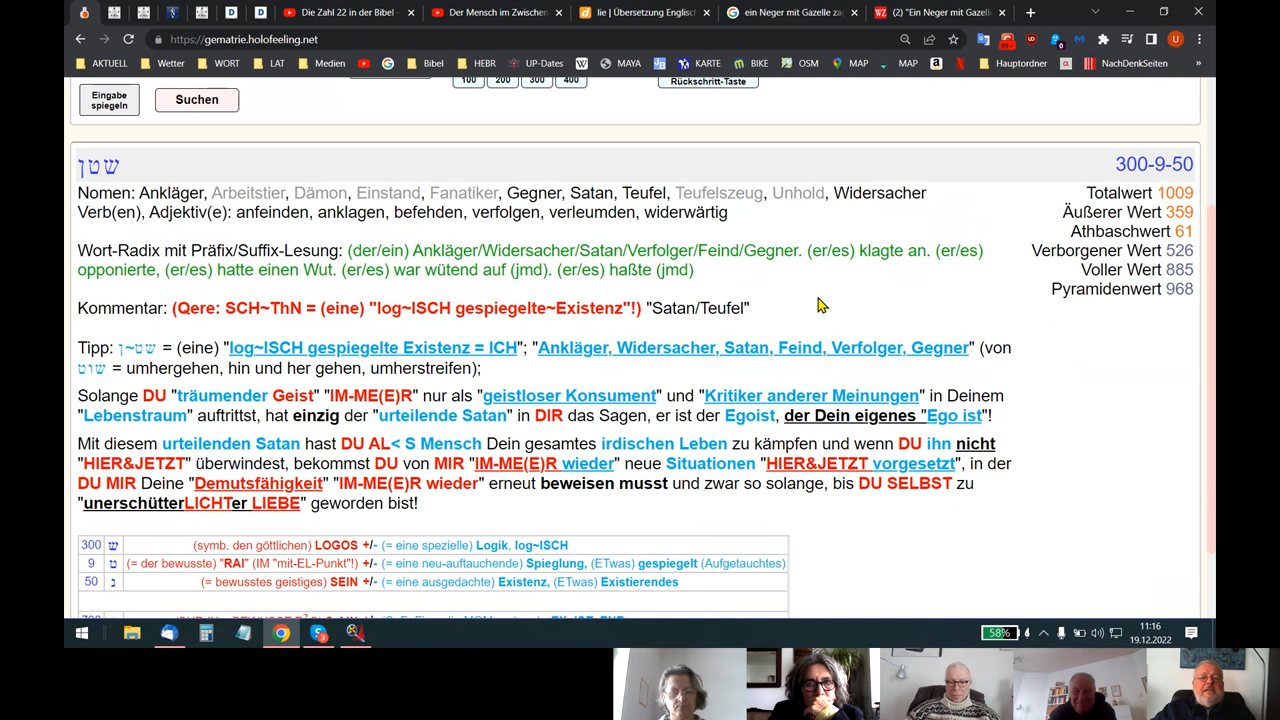 Die Zahl 22 in der Bibel -
Der Mensch im Zwischen
lie | Übersetzung Englisc
ein Neger mit Gazelle za
(2) "Ein Neger mit Gazelle
https://gematrie.holofeeling.net
AKTUELL Wetter WORT LAT Medien Bibel HEBR UP-Dates MAYA KARTE BIKE OSM MAP MAP Hauptordner NachDenkSeiten »
100 200 300 400 Rückschritt-Taste
Eingabe
spiegeln
Suchen
שטן 300-9-50
Nomen: Ankläger, Arbeitstier, Dämon, Einstand, Fanatiker, Gegner, Satan, Teufel, Teufelszeug, Unhold, Widersacher
Verb(en), Adjektiv(e): anfeinden, anklagen, befehden, verfolgen, verleumden, widerwärtig
Totalwert 1009
Äußerer Wert 359
Athbaschwert 61
Verborgener Wert 526
Voller Wert 885
Pyramidenwert 968
Wort-Radix mit Präfix/Suffix-Lesung: (der/ein) Ankläger/Widersacher/Satan/Verfolger/Feind/Gegner. (er/es) klagte an. (er/es)
opponierte, (er/es) hatte einen Wut. (er/es) war wütend auf (jmd). (er/es) haßte (jmd)
Kommentar: (Qere: SCH~ThN = (eine) "log~ISCH gespiegelte~Existenz"!) "Satan/Teufel"
Tipp: שט~ן = (eine) "log~ISCH gespiegelte Existenz = ICH"; "Ankläger, Widersacher, Satan, Feind, Verfolger, Gegner" (von
שוט = umhergehen, hin und her gehen, umherstreifen);
Solange DU "träumender Geist" "IM-ME(E)R" nur als "geistloser Konsument" und "Kritiker anderer Meinungen" in Deinem
"Lebenstraum" auftrittst, hat einzig der "urteilende Satan" in DIR das Sagen, er ist der Egoist, der Dein eigenes "Ego ist"!
Mit diesem urteilenden Satan hast DU AL< S Mensch Dein gesamtes irdischen Leben zu kämpfen und wenn DU ihn nicht
"HIER&JETZT" überwindest, bekommst DU von MIR "IM-ME(E)R wieder" neue Situationen "HIER&JETZT vorgesetzt", in der
DU MIR Deine "Demutsfähigkeit" "IM-ME(E)R wieder" erneut beweisen musst und zwar so solange, bis DU SELBST zu
"unerschütterLICHTer LIEBE" geworden bist!
300 ש (symb. den göttlichen) LOGOS +/- (= eine spezielle) Logik, log~ISCH
9 ט (= der bewusste) "RAI" (IM "mit-EL-Punkt"!) +/- (= eine neu-auftauchende) Spieglung, (ETwas) gespiegelt (Aufgetauchtes)
50 נ (= bewusstes geistiges) SEIN +/- (= eine ausgedachte) Existenz, (ETwas) Existierendes
58%
11:16
19.12.2022